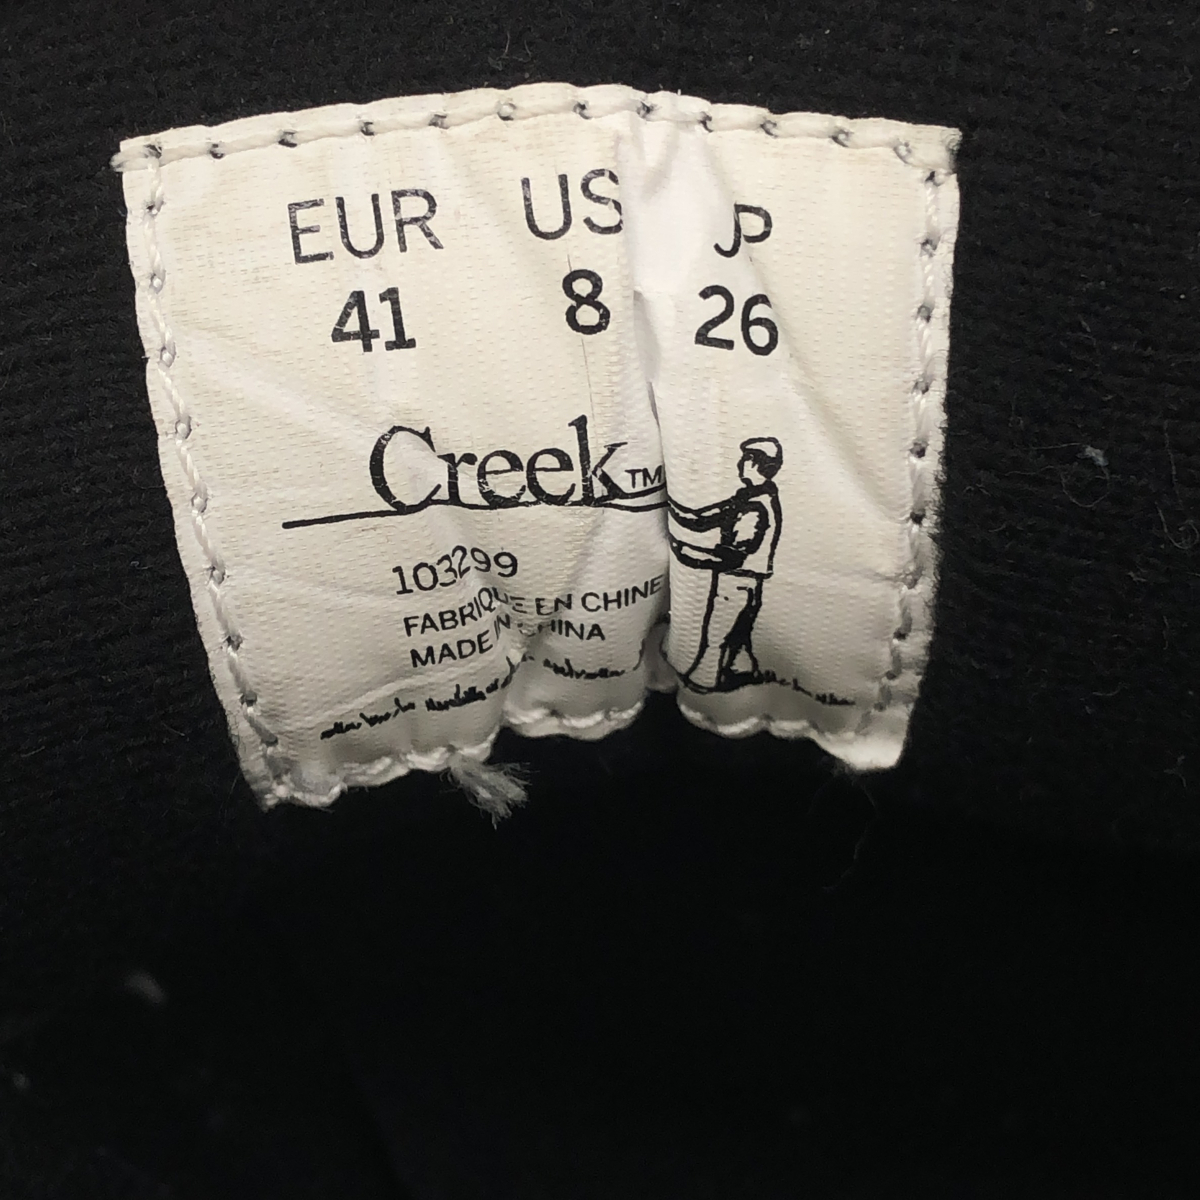 EUR US JP
41 8 26
Creek™
103299
FABRIQUE EN CHINE
MADE IN CHINA